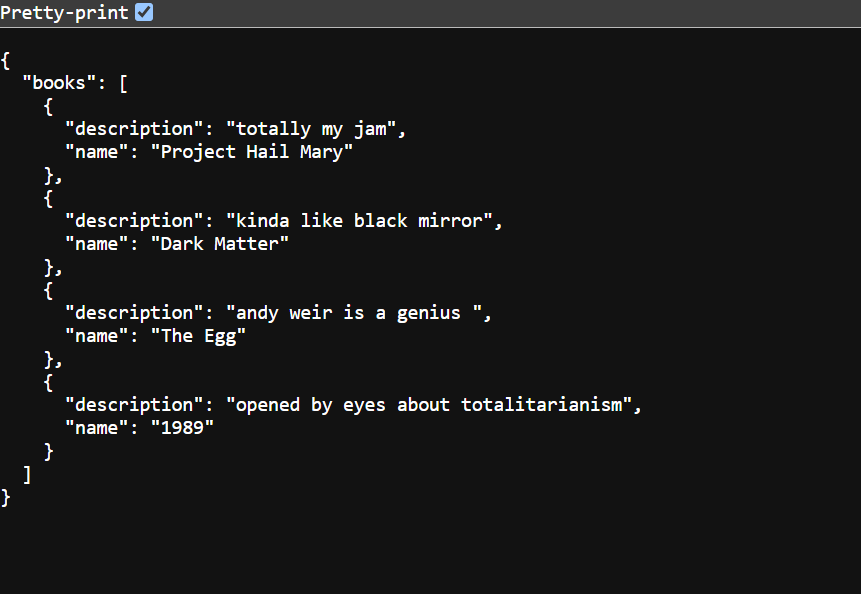 Pretty-print
{
  "books": [
    {
      "description": "totally my jam",
      "name": "Project Hail Mary"
    },
    {
      "description": "kinda like black mirror",
      "name": "Dark Matter"
    },
    {
      "description": "andy weir is a genius ",
      "name": "The Egg"
    },
    {
      "description": "opened by eyes about totalitarianism",
      "name": "1989"
    }
  ]
}